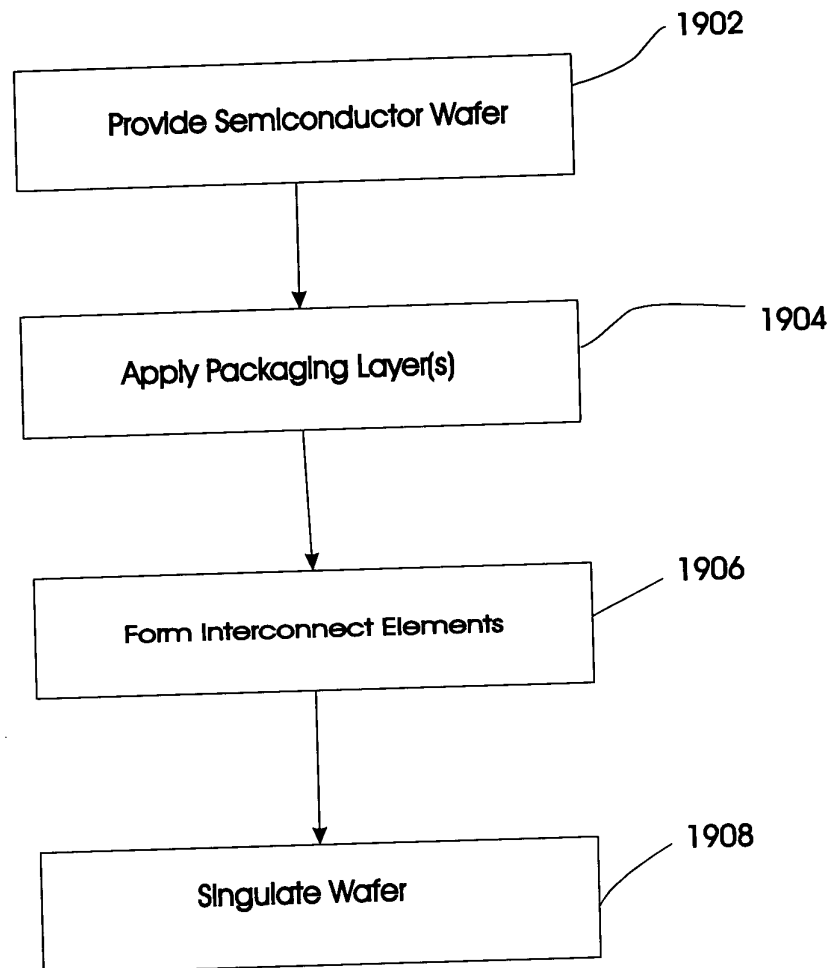 1902
Provide Semiconductor Wafer
1904
Apply Packaging Layer(s)
1906
Form Interconnect Elements
1908
Singulate Wafer